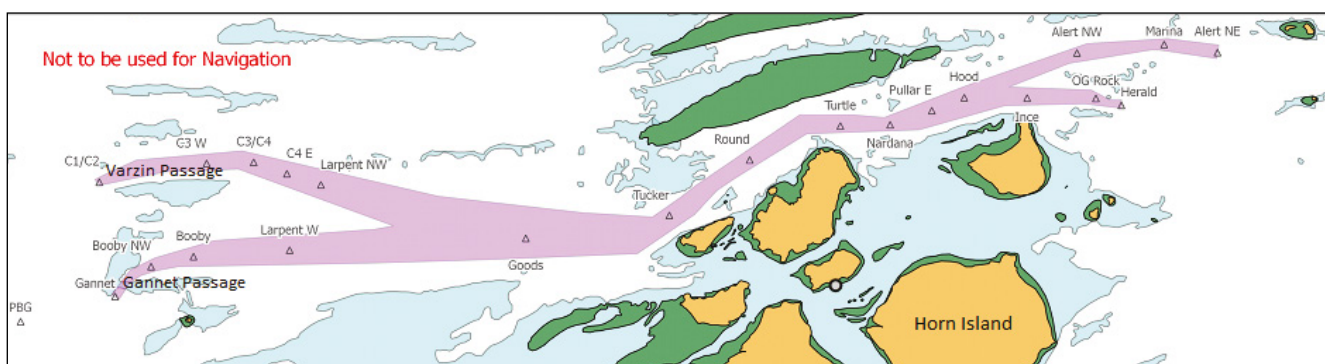 Not to be used for Navigation
Alert NW
Marina
Alert NE
Hood
OG Rock
Herald
Pullar E
Turtle
Ince
Nardana
Round
C3 W
C3/C4
C4 E
Larpent NW
C1/C2
Varzin Passage
Tucker
Booby NW
Booby
Larpent W
Goods
Gannet
Gannet Passage
PBG
Horn Island